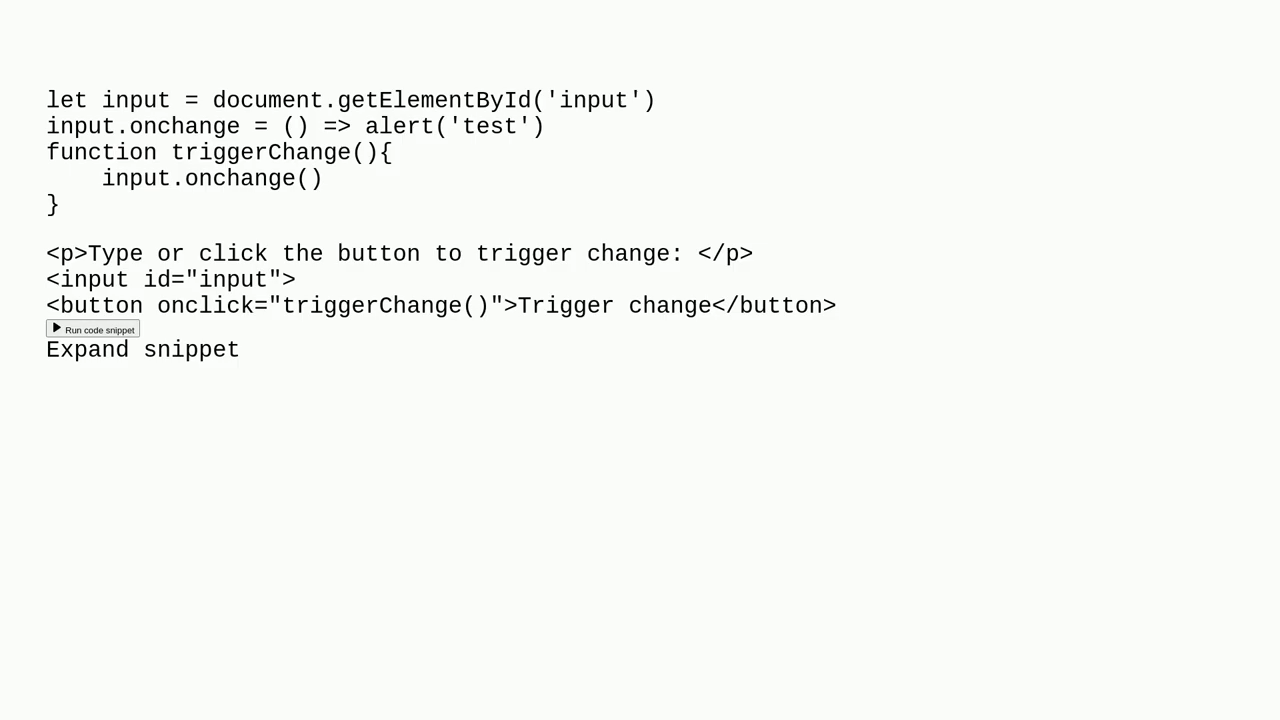 let input = document.getElementById('input')
input.onchange = () => alert('test')
function triggerChange(){
    input.onchange()
}

<p>Type or click the button to trigger change: </p>
<input id="input">
<button onclick="triggerChange()">Trigger change</button>
Run code snippet
Expand snippet